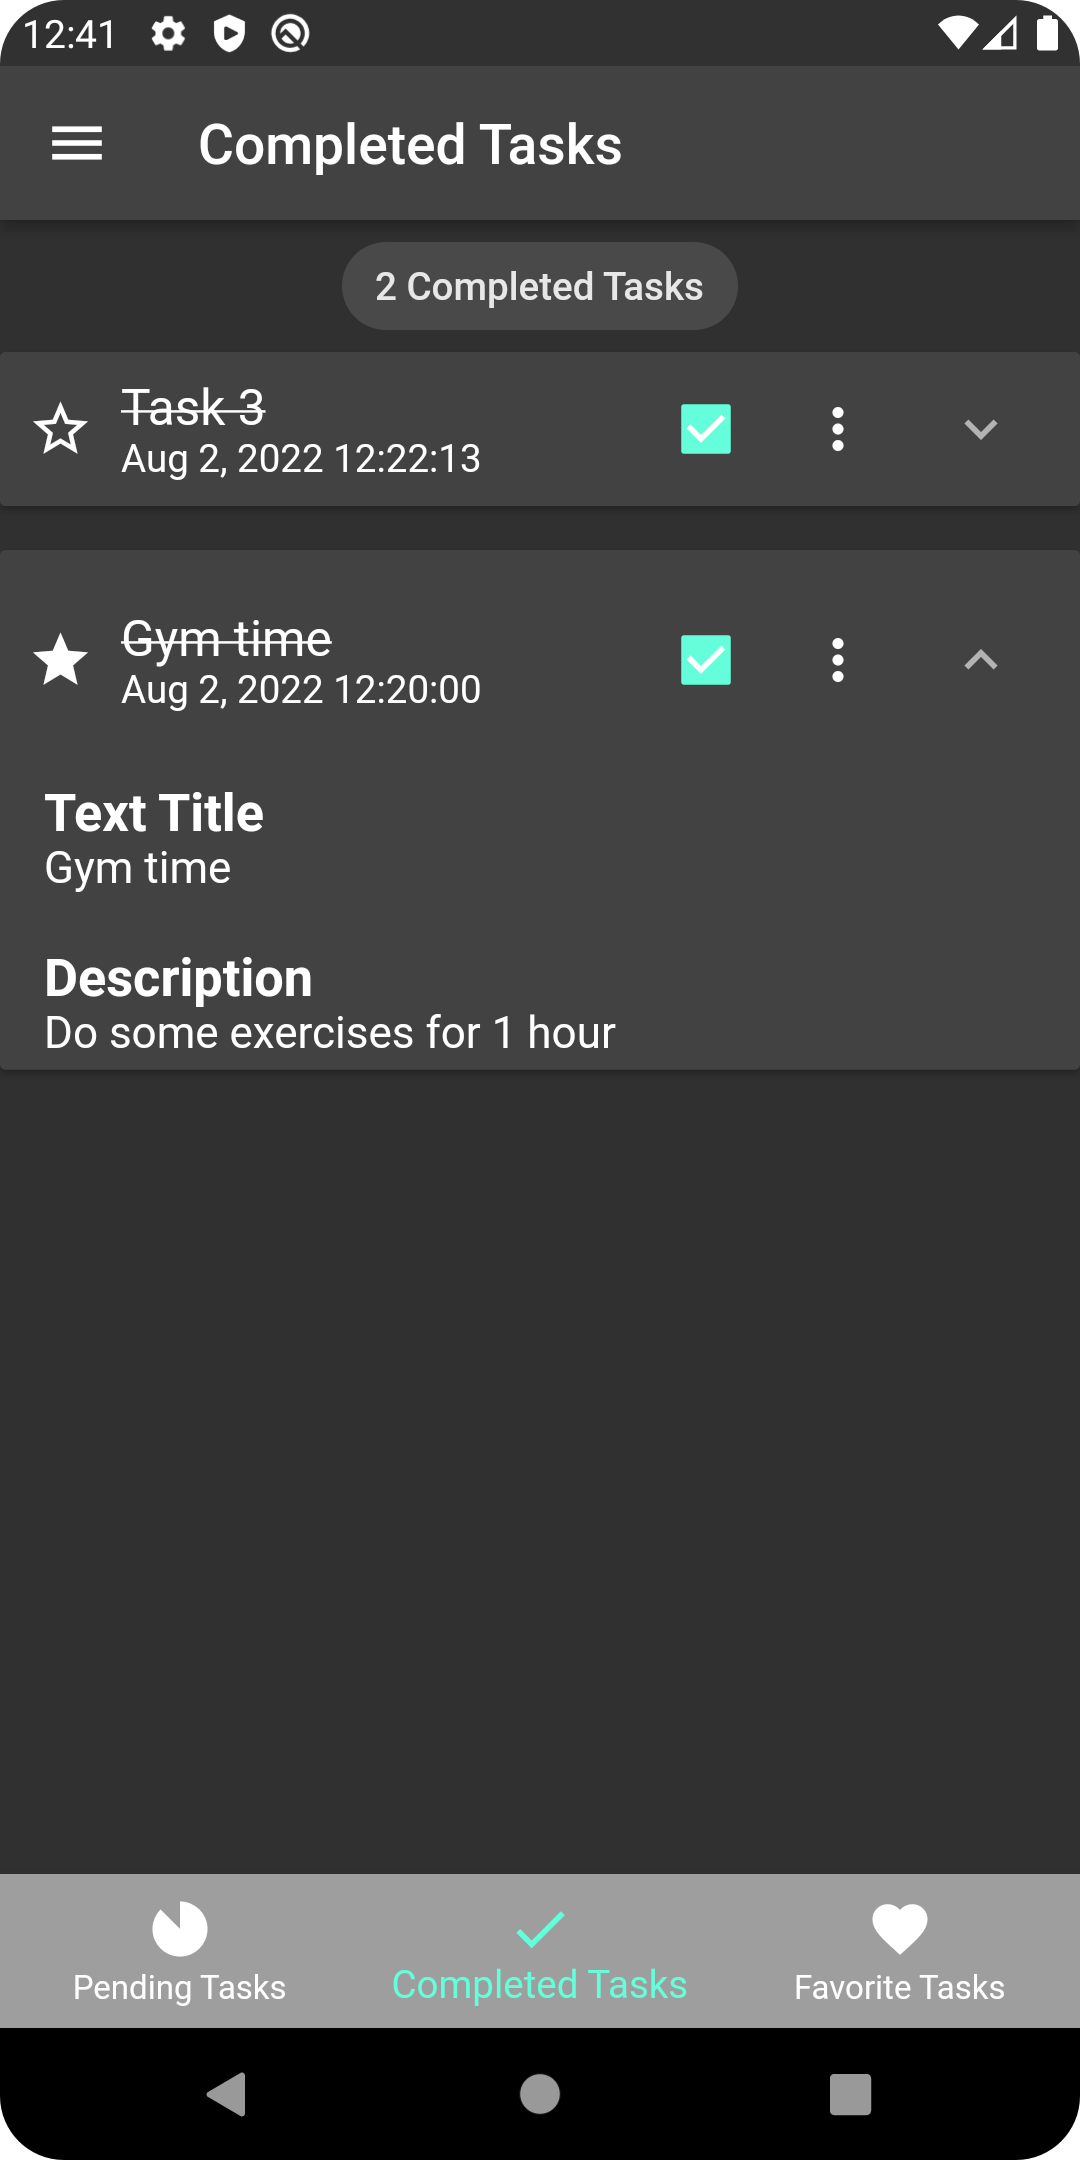 12:41
Completed Tasks
2 Completed Tasks
Task 3
Aug 2, 2022 12:22:13
Gym time
Aug 2, 2022 12:20:00
Text Title
Gym time
Description
Do some exercises for 1 hour
Pending Tasks
Completed Tasks
Favorite Tasks